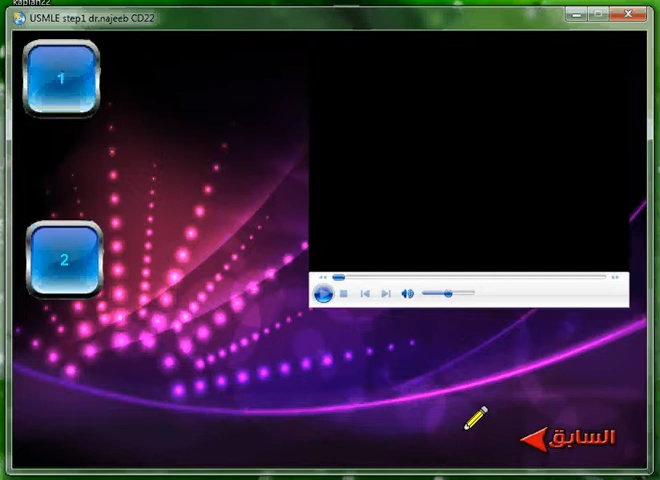 kaplan22
USMLE step1 dr.najeeb CD22
1
2
السابق